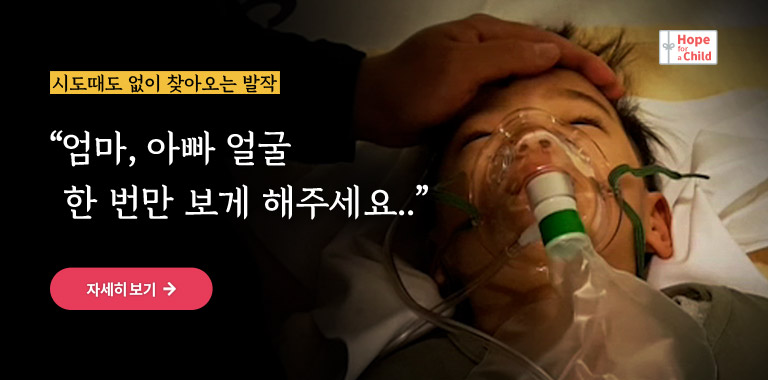 Hope
for
a Child
시도때도 없이 찾아오는 발작
“엄마, 아빠 얼굴
한 번만 보게 해주세요..”
자세히 보기 →